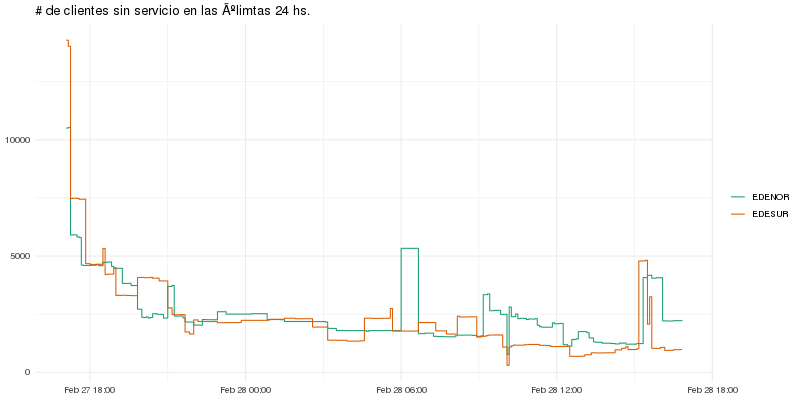 # de clientes sin servicio en las Ãºlimtas 24 hs.
10000
5000
0
Feb 27 18:00
Feb 28 00:00
Feb 28 06:00
Feb 28 12:00
Feb 28 18:00
EDENOR
EDESUR